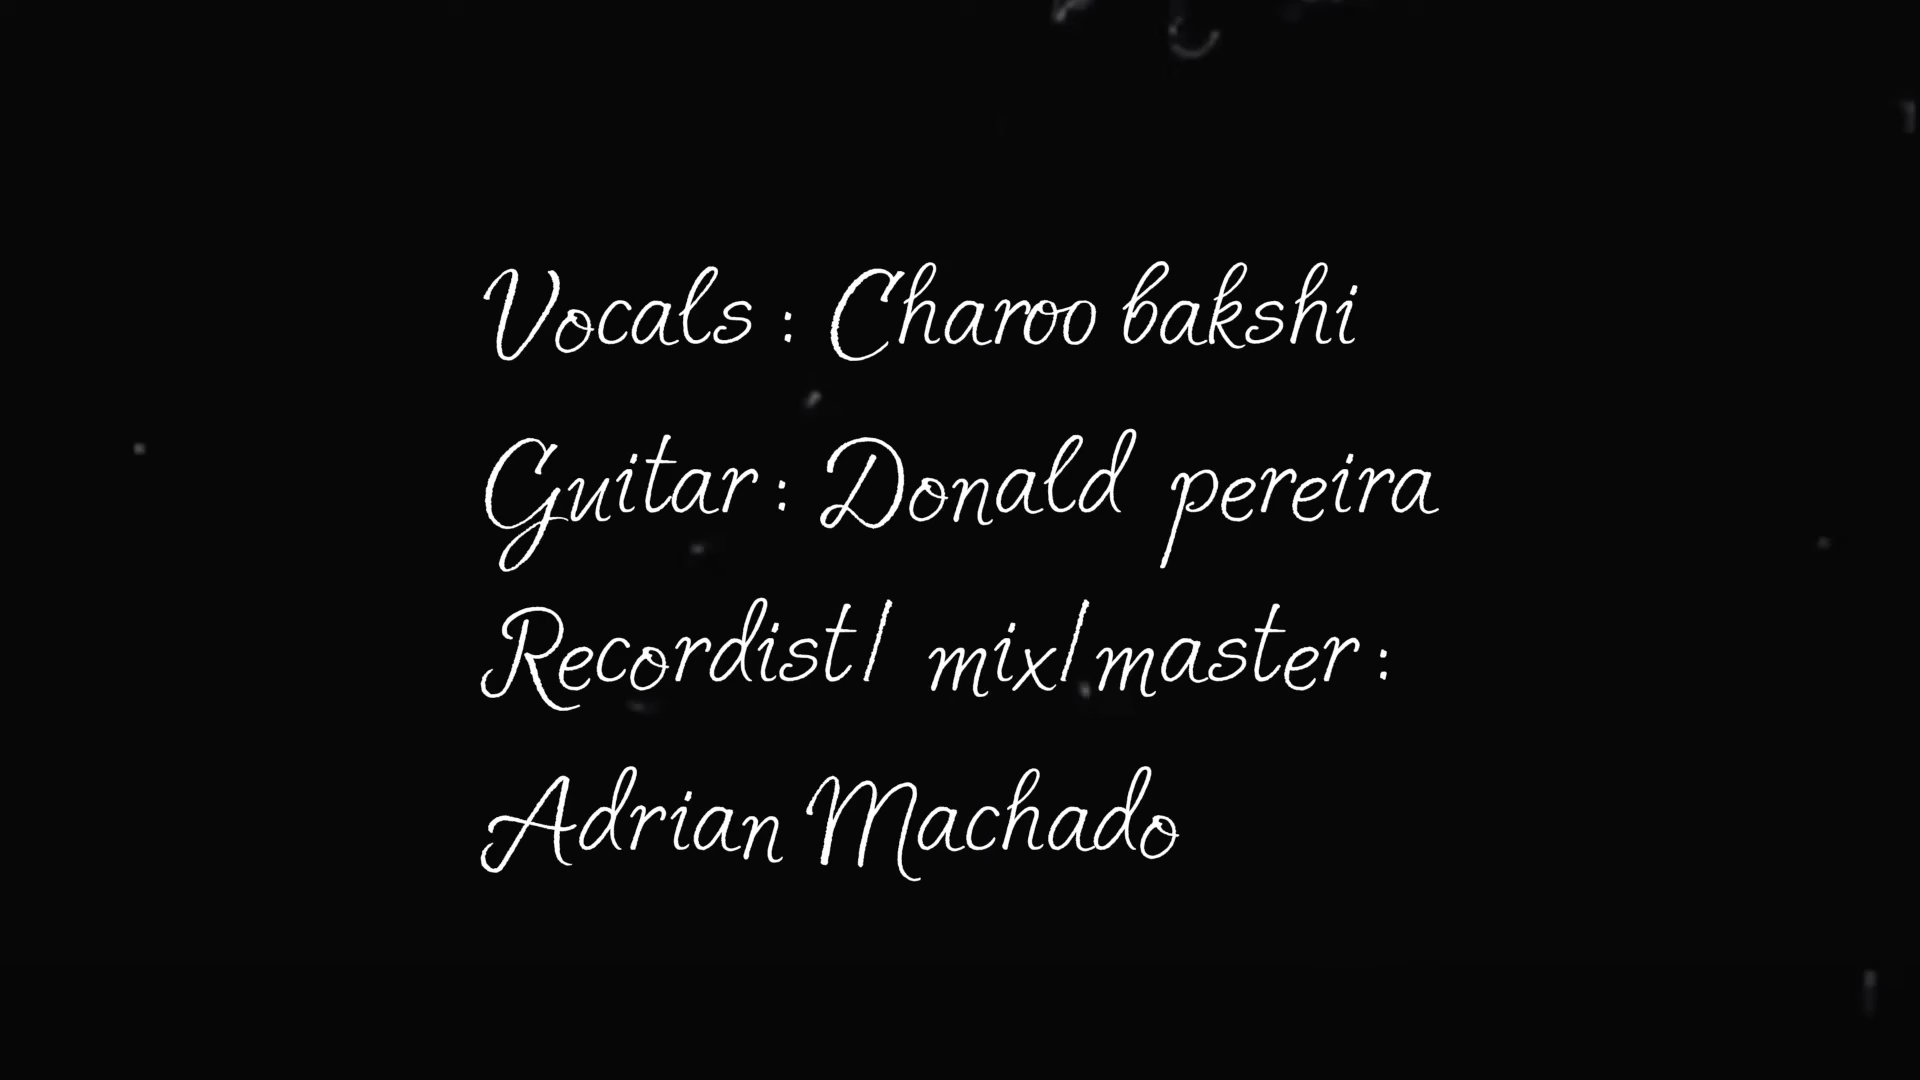 Vocals : Charoo bakshi
Guitar : Donald pereira
Recordist/ mix/master :
Adrian Machado